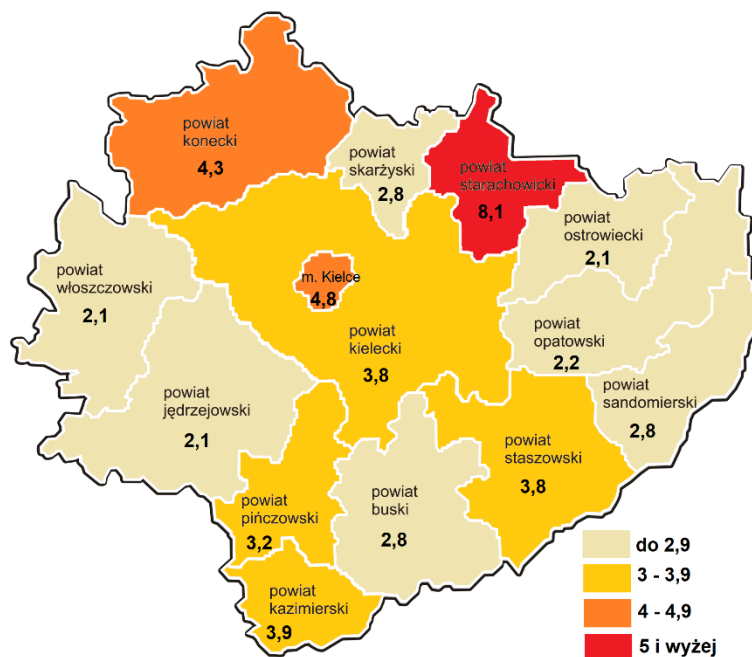 powiat
konecki
4,3
powiat
skarżyski
2,8
powiat
starachowicki
8,1
powiat
ostrowiecki
2,1
powiat
włoszczowski
2,1
m. Kielce
4,8
powiat
kielecki
3,8
powiat
opatowski
2,2
powiat
sandomierski
2,8
powiat
jędrzejowski
2,1
powiat
staszowski
3,8
powiat
pińczowski
3,2
powiat
buski
2,8
powiat
kazimierski
3,9
do 2,9
3 - 3,9
4 - 4,9
5 i wyżej